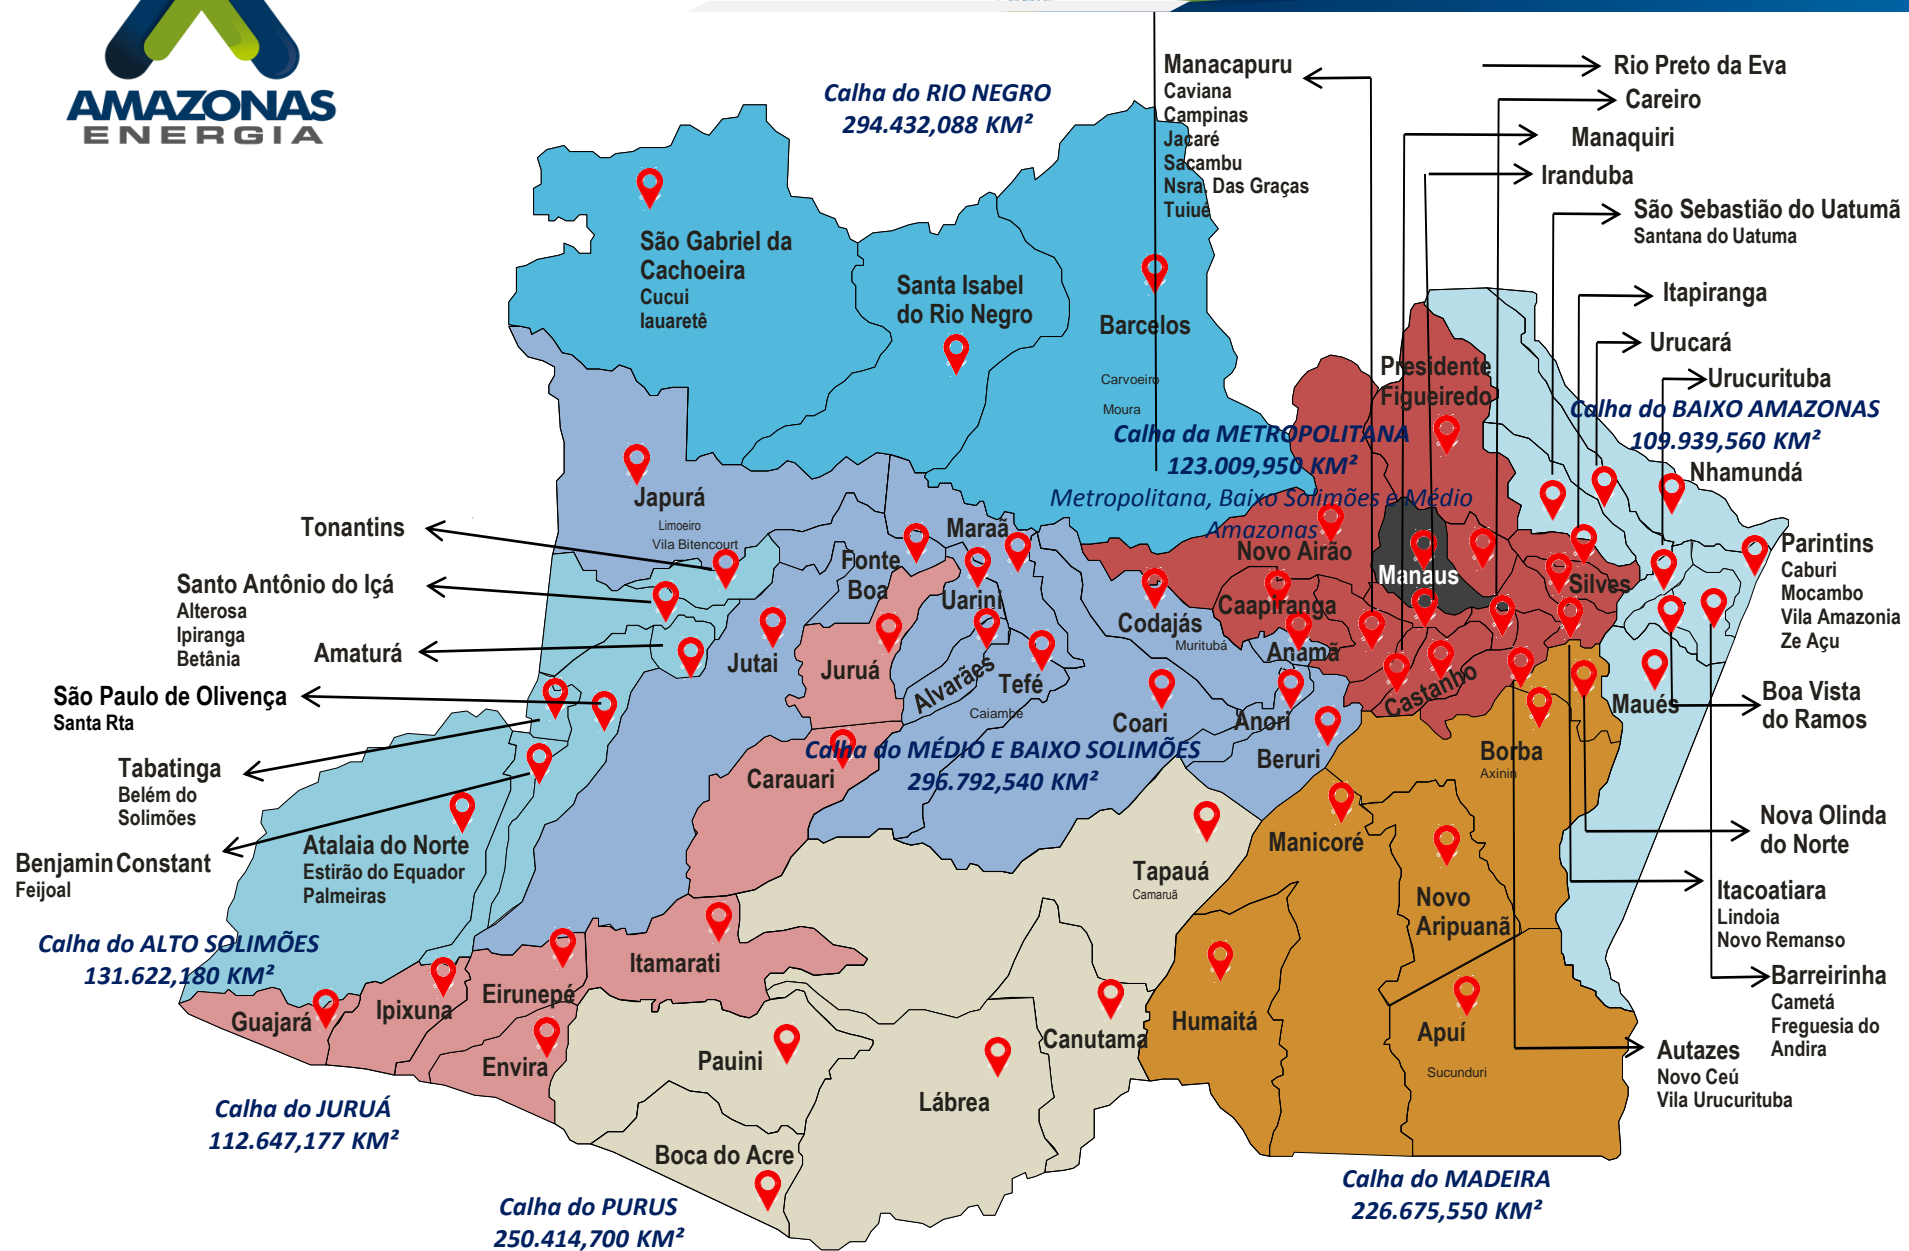 AMAZONAS
ENERGIA
Calha do RIO NEGRO
294.432,088 KM²
Manacapuru
Caviana
Campinas
Jacaré
Sacambu
Nsra. Das Graças
Tuiué
Rio Preto da Eva
Careiro
Manaquiri
Iranduba
São Sebastião do Uatumã
Santana do Uatuma
Itapiranga
Urucará
Urucurituba
Calha do BAIXO AMAZONAS
109.939,560 KM²
Nhamundá
São Gabriel da
Cachoeira
Cucui
Iauaretê
Santa Isabel
do Rio Negro
Barcelos
Carvoeiro
Moura
Presidente
Figueiredo
Calha da METROPOLITANA
123.009,950 KM²
Metropolitana, Baixo Solimões e Médio
Amazonas
Novo Airão
Manaus
Silves
Caapiranga
Japurá
Limoeiro
Vila Bitencourt
Maraã
Fonte
Boa
Uarini
Codajás
Muritubá
Anamã
Tonantins
Santo Antônio do Içá
Alterosa
Ipiranga
Betânia
Amaturá
São Paulo de Olivença
Santa Rta
Tabatinga
Belém do
Solimões
Benjamin Constant
Feijoal
Jutai
Juruá
Alvarães
Tefé
Caiambe
Coari
Anori
Beruri
Castanho
Parintins
Caburi
Mocambo
Vila Amazonia
Ze Açu
Maués
Boa Vista
do Ramos
Borba
Axinin
Carauari
Calha do MÉDIO E BAIXO SOLIMÕES
296.792,540 KM²
Atalaia do Norte
Estirão do Equador
Palmeiras
Calha do ALTO SOLIMÕES
131.622,180 KM²
Tapauá
Camaruã
Manicoré
Novo
Aripuanã
Nova Olinda
do Norte
Itacoatiara
Lindoia
Novo Remanso
Barreirinha
Cametá
Freguesia do
Andira
Autazes
Novo Ceú
Vila Urucurituba
Itamarati
Eirunepé
Ipixuna
Guajará
Envira
Pauini
Lábrea
Canutama
Humaitá
Apuí
Sucunduri
Boca do Acre
Calha do JURUÁ
112.647,177 KM²
Calha do PURUS
250.414,700 KM²
Calha do MADEIRA
226.675,550 KM²